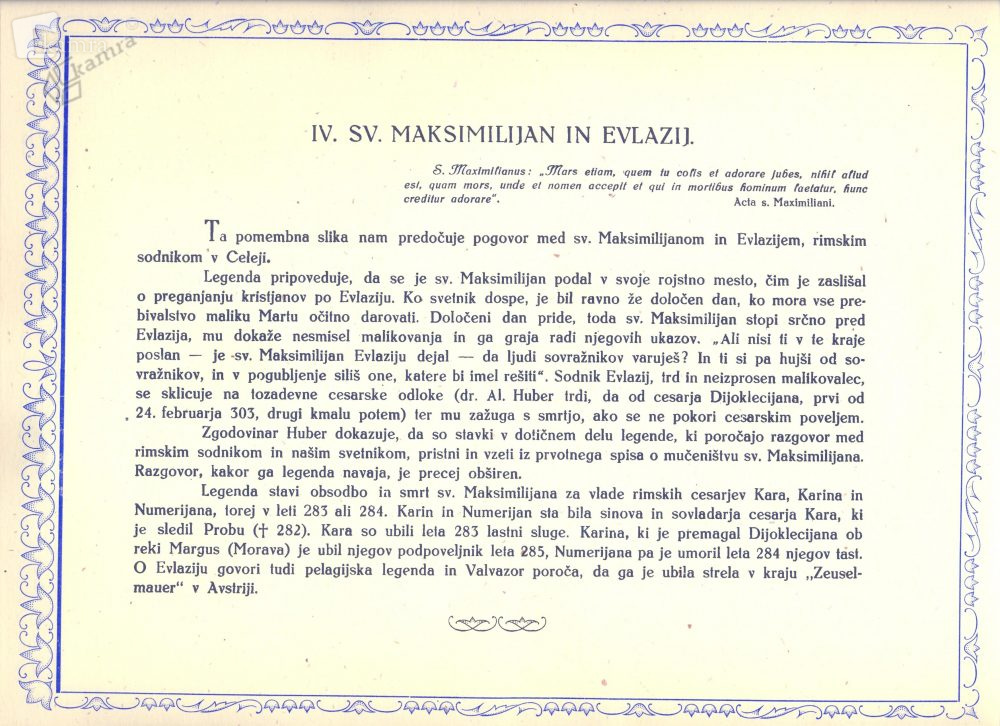 kamra
IV. SV. MAKSIMILIJAN IN EVLAZIJ.
S. Maximilianus: „Mars etiam, quem tu colis et adorare jubes, nihil aliud
est, quam mors, unde et nomen accepit et qui in mortibus hominum laetatur, hunc
creditur adorare“.
Acta s. Maximiliani.
Ta pomembna slika nam predočuje pogovor med sv. Maksimilijanom in Evlazijem, rimskim
sodnikom v Celeji.
Legenda pripoveduje, da se je sv. Maksimilijan podal v svoje rojstno mesto, čim je zaslišal
o preganjanju kristjanov po Evlaziju. Ko svetnik dospe, je bil ravno že določen dan, ko mora vse pre-
bivalstvo maliku Martu očitno darovati. Določeni dan pride, toda sv. Maksimilijan stopi srčno pred
Evlazija, mu dokaže nesmisel malikovanja in ga graja radi njegovih ukazov. „Ali nisi ti v te kraje
poslan — je sv. Maksimilijan Evlaziju dejal — da ljudi sovražnikov varuješ? In ti si pa hujši od so-
vražnikov, in v pogubljenje siliš one, katere bi imel rešiti“. Sodnik Evlazij, trd in neizprosen malikovalec,
se sklicuje na tozadevne cesarske odloke (dr. Al. Huber trdi, da od cesarja Dijoklecijana, prvi od
24. februarja 303, drugi kmalu potem) ter mu zažuga s smrtjo, ako se ne pokori cesarskim poveljem.
Zgodovinar Huber dokazuje, da so stavki v dotičnem delu legende, ki poročajo razgovor med
rimskim sodnikom in našim svetnikom, pristni in vzeti iz prvotnega spisa o mučeništvu sv. Maksimilijana.
Razgovor, kakor ga legenda navaja, je precej obširen.
Legenda stavi obsodbo in smrt sv. Maksimilijana za vlade rimskih cesarjev Kara, Karina in
Numerijana, torej v leti 283 ali 284. Karin in Numerijan sta bila sinova in sovladarja cesarja Kara, ki
je sledil Probu († 282). Kara so ubili leta 283 lastni sluge. Karina, ki je premagal Dijoklecijana ob
reki Margus (Morava) je ubil njegov podpoveljnik leta 285, Numerijana pa je umoril leta 284 njegov tast.
O Evlaziju govori tudi pelagijska legenda in Valvazor poroča, da ga je ubila strela v kraju „Zeusel-
mauer“ v Avstriji.